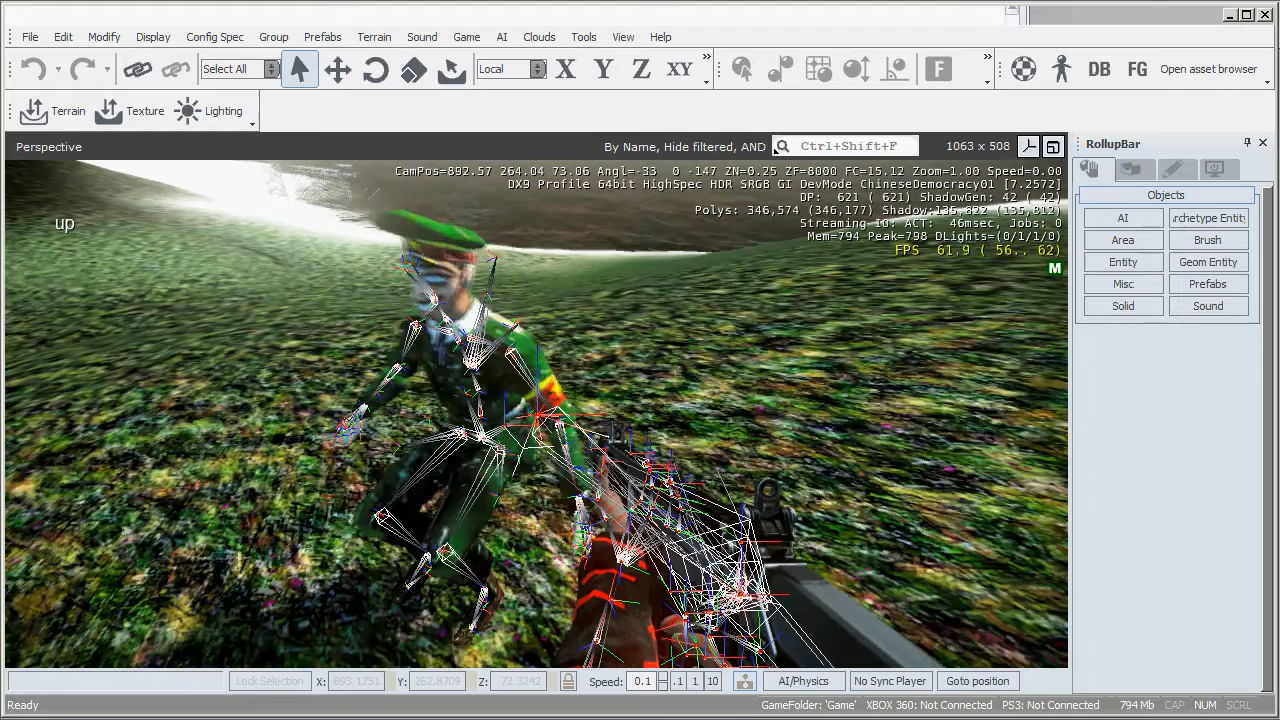 File Edit Modify Display Config Spec Group Prefabs Terrain Sound Game AI Clouds Tools View Help
Select All Local X Y Z XY F DB FG Open asset browser
Terrain Texture Lighting
Perspective By Name, Hide filtered, AND Ctrl+Shift+F 1063 x 508 RollupBar
CamPos=892.57 264.04 73.06 Angl=-33 0 -147 ZN=0.25 ZF=8000 FC=15.12 Zoom=1.00 Speed=0.00
DX9 Profile 64bit HighSpec HDR SRGB GI DevMode ChineseDemocracy01 [7.2572]
DP: 621 ( 621) ShadowGen: 42 ( 42)
Polys: 346,574 (346,177) Shadow:135,822 (135,812)
Streaming IO: ACT: 46msec, Jobs: 0
Mem=794 Peak=798 DLights=(0/1/1/0)
FPS 61.9 ( 56.. 62)
M
up
Objects
AI rchetype Entity
Area Brush
Entity Geom Entity
Misc Prefabs
Solid Sound
Lock Selection X: 893.1751 Y: 262.8709 Z: 72.3242 Speed: 0.1 .1 1 10 AI/Physics No Sync Player Goto position
Ready GameFolder: 'Game' XBOX 360: Not Connected PS3: Not Connected 794 Mb CAP NUM SCRL